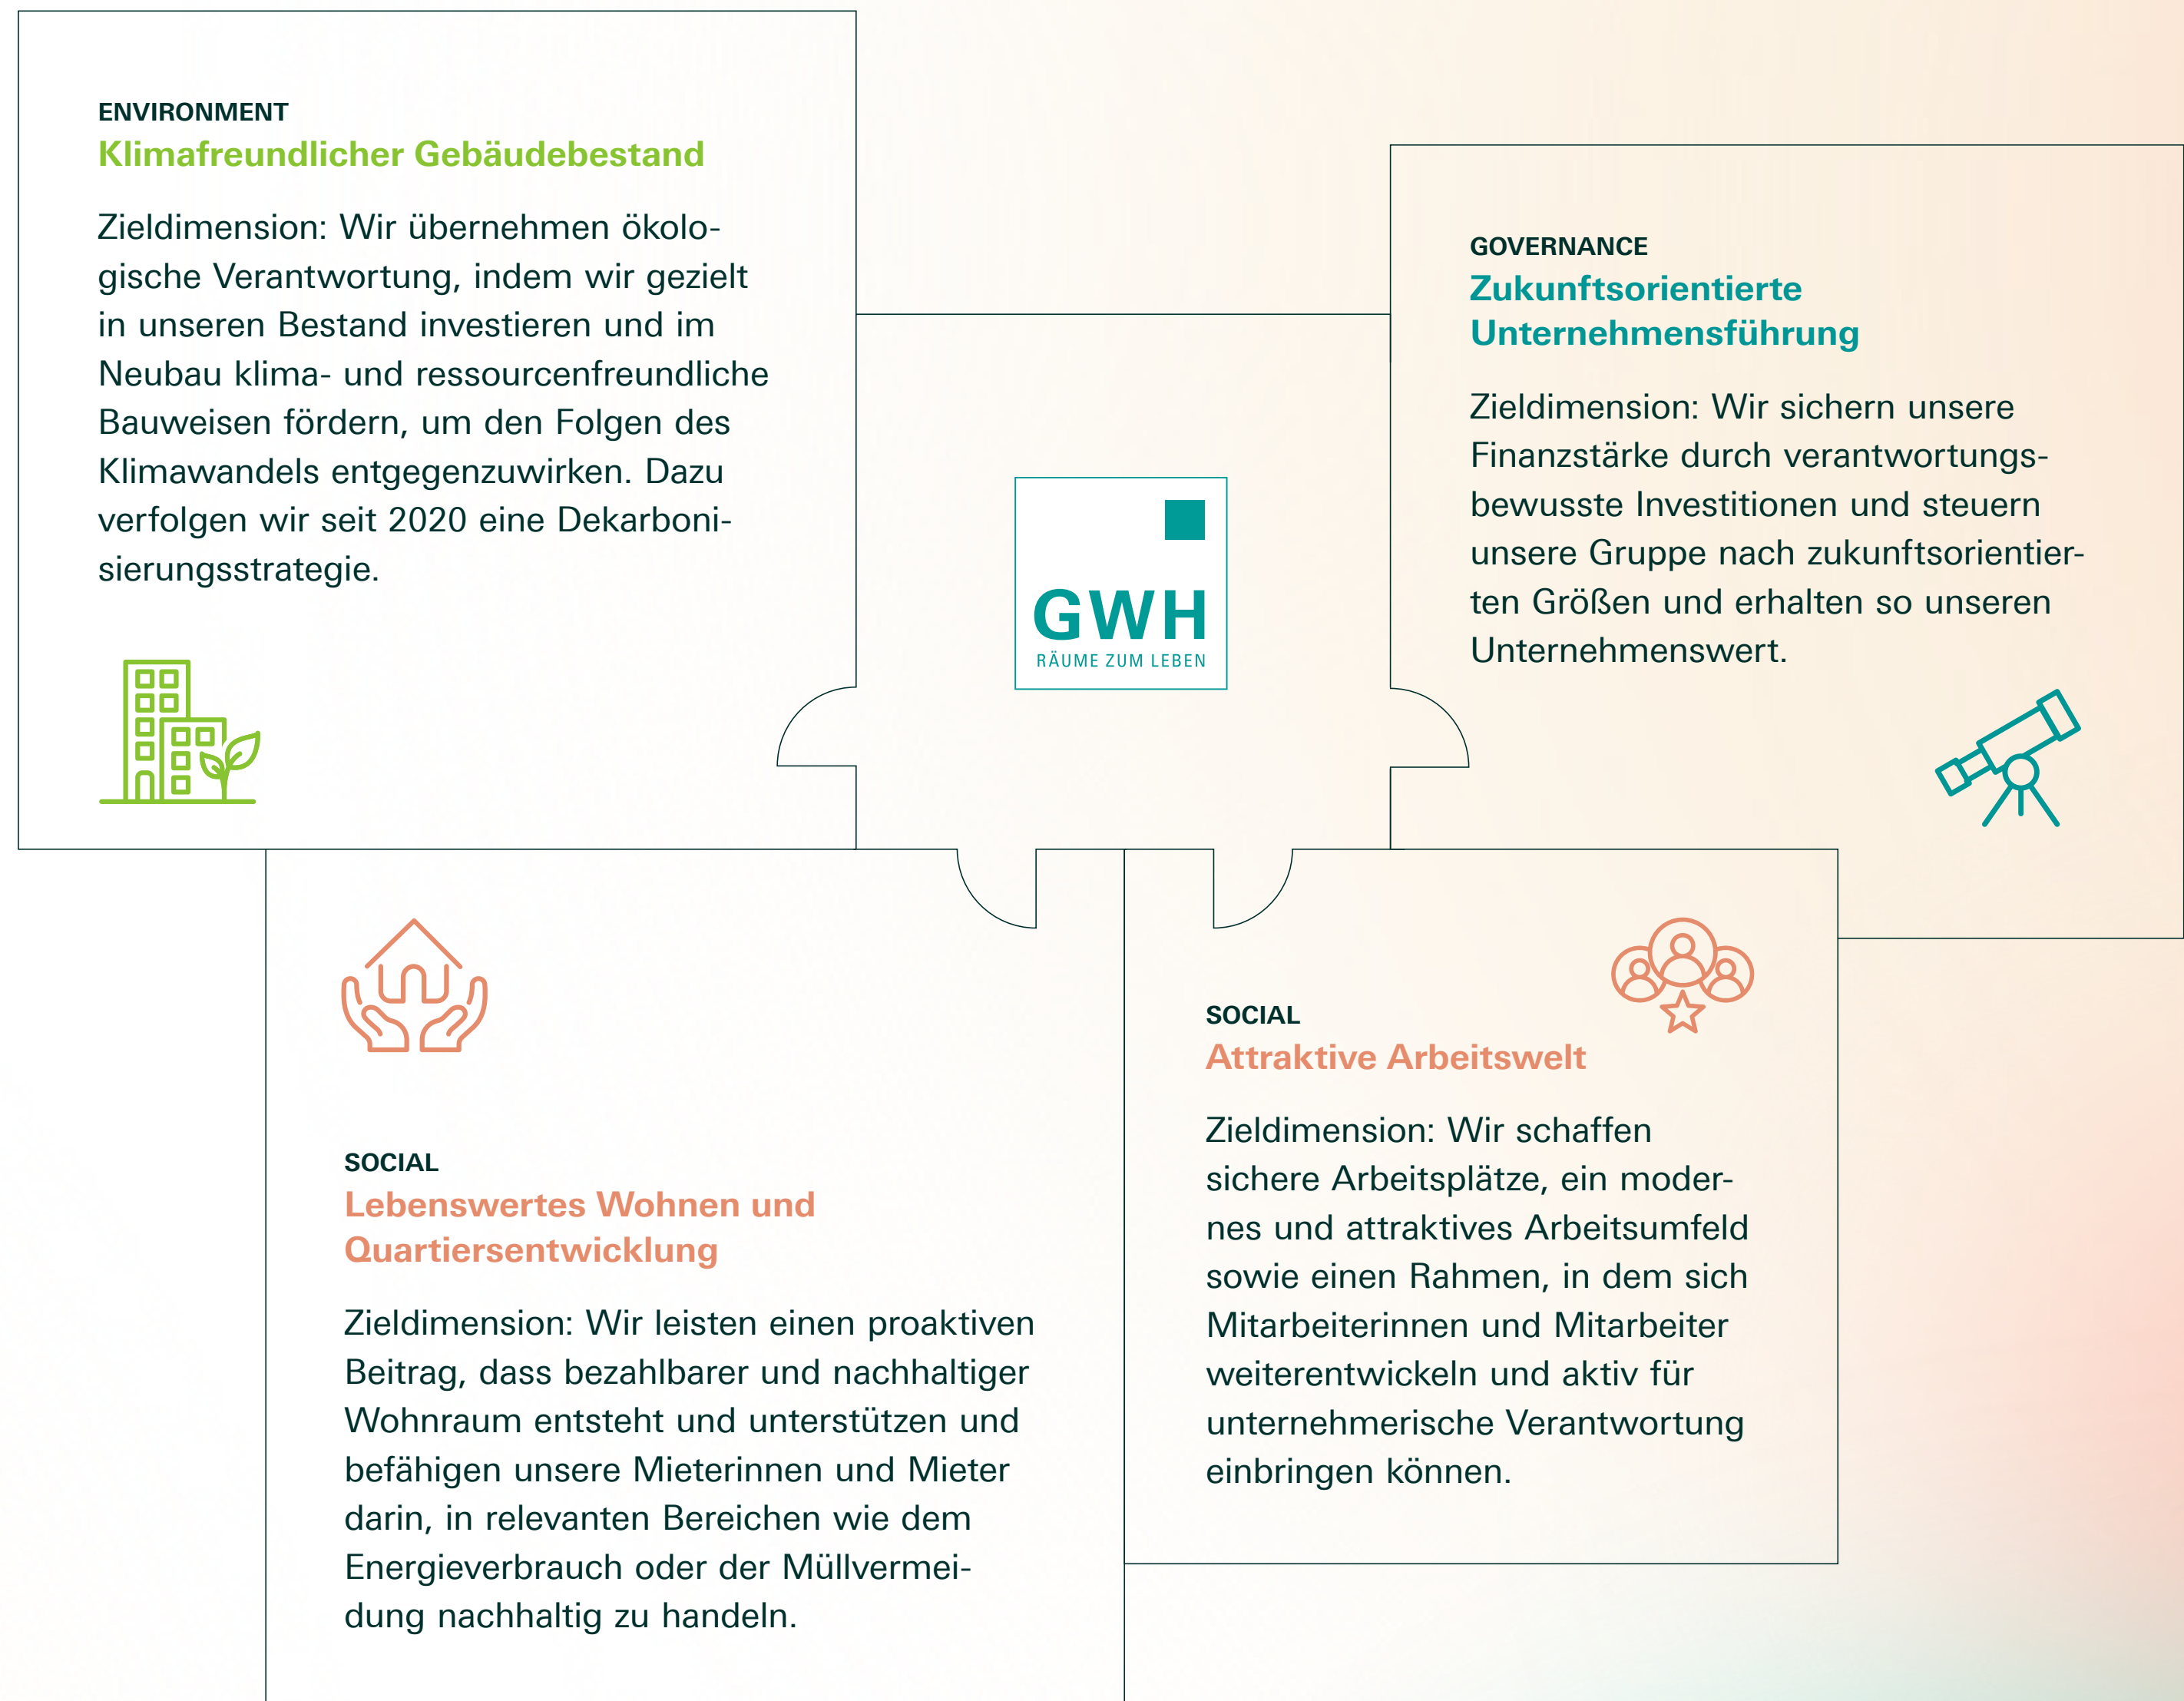 ENVIRONMENT
Klimafreundlicher Gebäudebestand
Zieldimension: Wir übernehmen ökolo-
gische Verantwortung, indem wir gezielt
in unseren Bestand investieren und im
Neubau klima- und ressourcenfreundliche
Bauweisen fördern, um den Folgen des
Klimawandels entgegenzuwirken. Dazu
verfolgen wir seit 2020 eine Dekarboni-
sierungsstrategie.
GWH
RÄUME ZUM LEBEN
GOVERNANCE
Zukunftsorientierte
Unternehmensführung
Zieldimension: Wir sichern unsere
Finanzstärke durch verantwortungs-
bewusste Investitionen und steuern
unsere Gruppe nach zukunftsorientier-
ten Größen und erhalten so unseren
Unternehmenswert.
SOCIAL
Lebenswertes Wohnen und
Quartiersentwicklung
Zieldimension: Wir leisten einen proaktiven
Beitrag, dass bezahlbarer und nachhaltiger
Wohnraum entsteht und unterstützen und
befähigen unsere Mieterinnen und Mieter
darin, in relevanten Bereichen wie dem
Energieverbrauch oder der Müllvermei-
dung nachhaltig zu handeln.
SOCIAL
Attraktive Arbeitswelt
Zieldimension: Wir schaffen
sichere Arbeitsplätze, ein moder-
nes und attraktives Arbeitsumfeld
sowie einen Rahmen, in dem sich
Mitarbeiterinnen und Mitarbeiter
weiterentwickeln und aktiv für
unternehmerische Verantwortung
einbringen können.